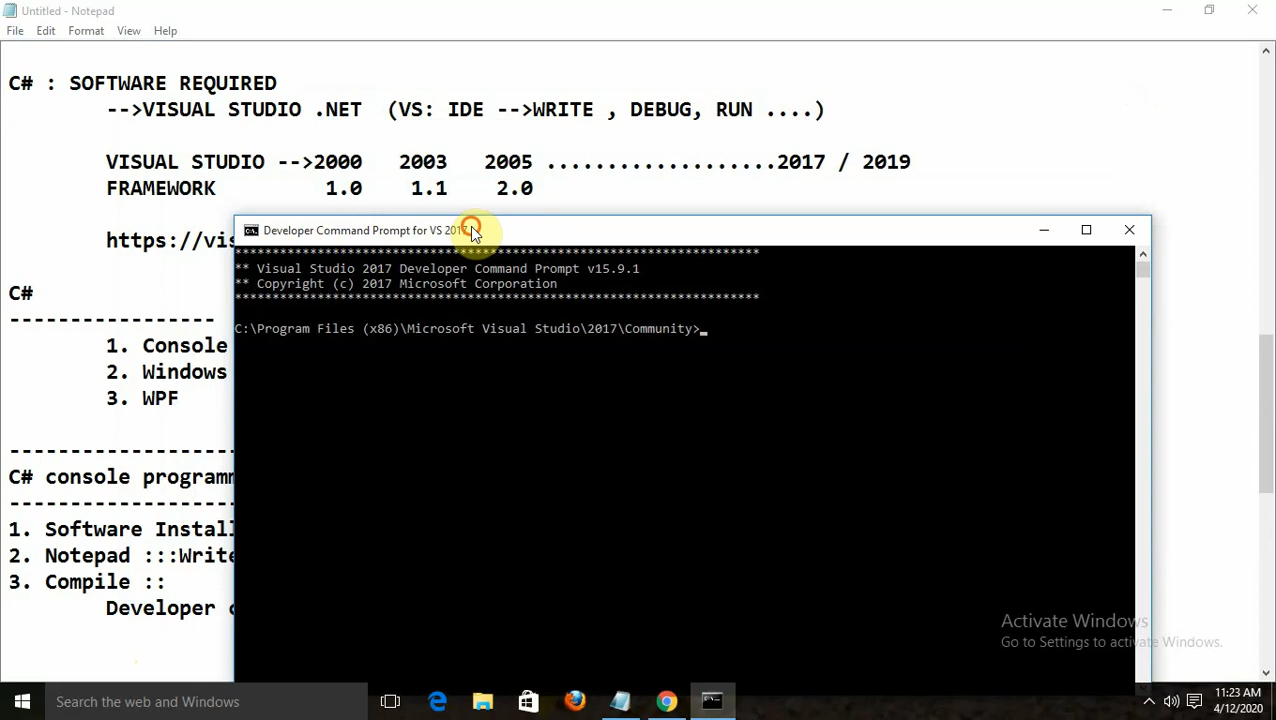 Untitled - Notepad
File Edit Format View Help
C# : SOFTWARE REQUIRED
-->VISUAL STUDIO .NET (VS: IDE -->WRITE , DEBUG, RUN ....)
VISUAL STUDIO -->2000 2003 2005 ...................2017 / 2019
FRAMEWORK 1.0 1.1 2.0
https://vis
C#
----------------
1. Console
2. Windows
3. WPF
-------------------
C# console programm
-------------------
1. Software Install
2. Notepad :::Write
3. Compile ::
Developer c
Developer Command Prompt for VS 2017
**********************************************************************
** Visual Studio 2017 Developer Command Prompt v15.9.1
** Copyright (c) 2017 Microsoft Corporation
**********************************************************************
C:\Program Files (x86)\Microsoft Visual Studio\2017\Community>_
Activate Windows
Go to Settings to activate Windows.
Search the web and Windows
11:23 AM
4/12/2020